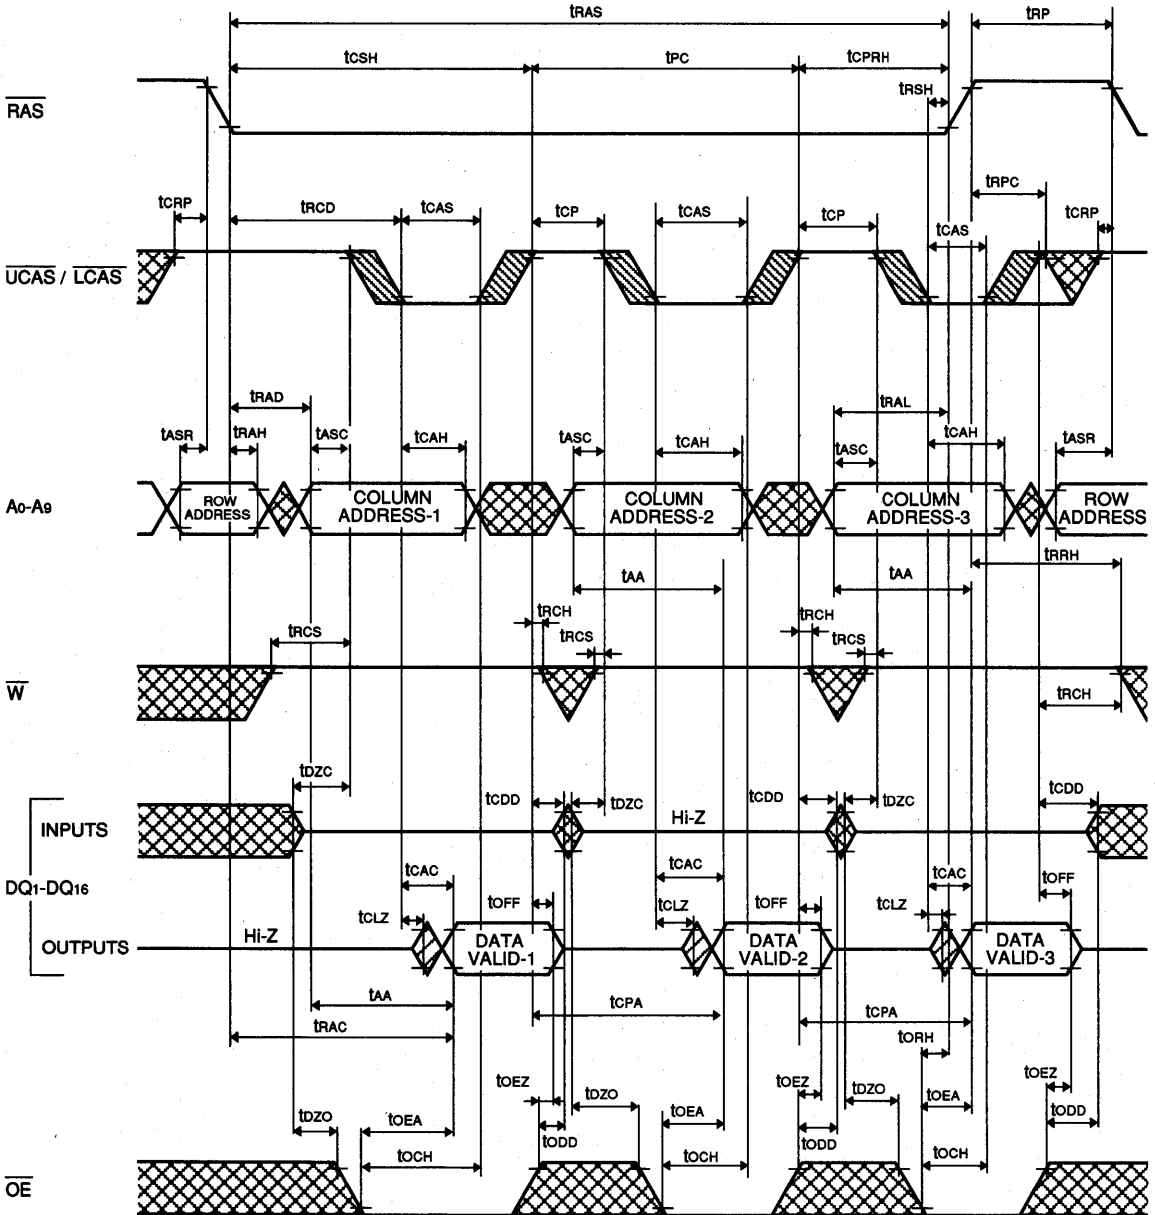 tRAS tRP
tCSH tPC tCPRH
tRSH
RAS
tRPC
tCRP tRCD tCAS tCP tCAS tCP tCAS tCRP
UCAS / LCAS
tRAD tRAL
tASR tRAH tASC tCAH tASC tCAH tASC tCAH tASR
A0-A9
ROW ADDRESS
COLUMN ADDRESS-1
COLUMN ADDRESS-2
COLUMN ADDRESS-3
ROW ADDRESS
tRRH
tAA tAA
tRCS tRCH tRCS tRCH tRCS
W
tRCH
tDZC tCDD tDZC tCDD tDZC tCDD
INPUTS
Hi-Z
DQ1-DQ16
tCAC tCAC tCAC
tCLZ tOFF tCLZ tOFF tCLZ tOFF
OUTPUTS
Hi-Z
DATA VALID-1
DATA VALID-2
DATA VALID-3
tAA tCPA tCPA
tRAC tORH
tOEZ tOEZ tOEZ
tDZO tOEA tDZO tOEA tDZO tOEA
tODD tODD tODD
tOCH tOCH tOCH
OE